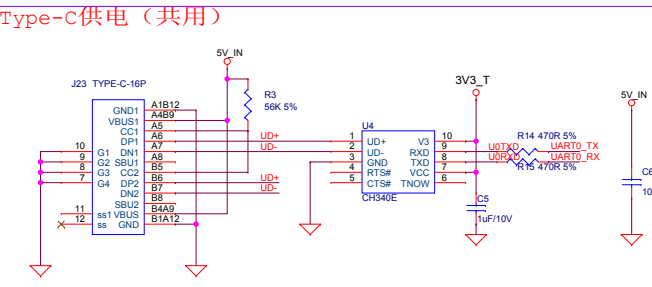 Type-C供电（共用）
5V_IN
J23 TYPE-C-16P
R3
56K 5%
GND1 A1B12
VBUS1 A4B9
CC1 A5
DP1 A6 UD+
10 G1 DN1 A7 UD-
9 G2 SBU1 A8
8 G3 CC2 B5
7 G4 DP2 B6 UD+
DN2 B7 UD-
SBU2 B8
11 ss1 VBUS B4A9
12 ss GND B1A12
3V3_T
U4
1 UD+ V3 10
2 UD- RXD 9 U0TXD
3 GND TXD 8 U0RXD
4 RTS# VCC 7
5 CTS# TNOW 6
CH340E
R14 470R 5%
UART0_TX
UART0_RX
R15 470R 5%
C5
1uF/10V
5V_IN
C6
10